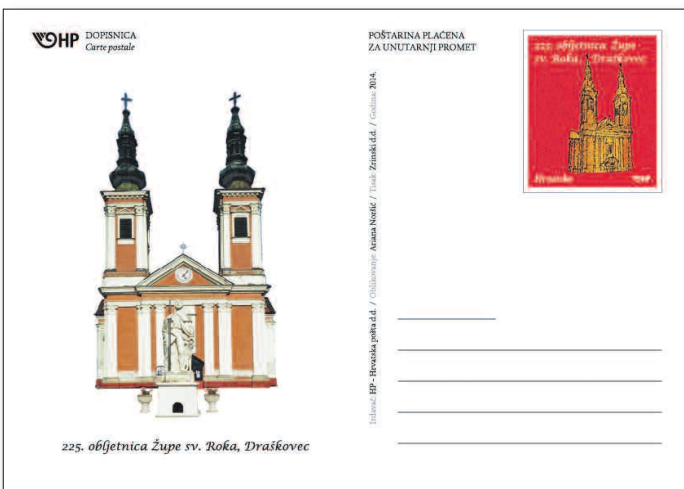 HP
DOPISNICA
Carte postale
225. obljetnica Župe sv. Roka, Draškovec
Izdavač: HP - Hrvatska pošta d.d. / Oblikovanje: Ariana Noršić / Tisak: Zrinski d.d. / Godina: 2014.
POŠTARINA PLAĆENA
ZA UNUTARNJI PROMET
225. obljetnica Župe
sv. Roka, Draškovec
Hrvatska
HP